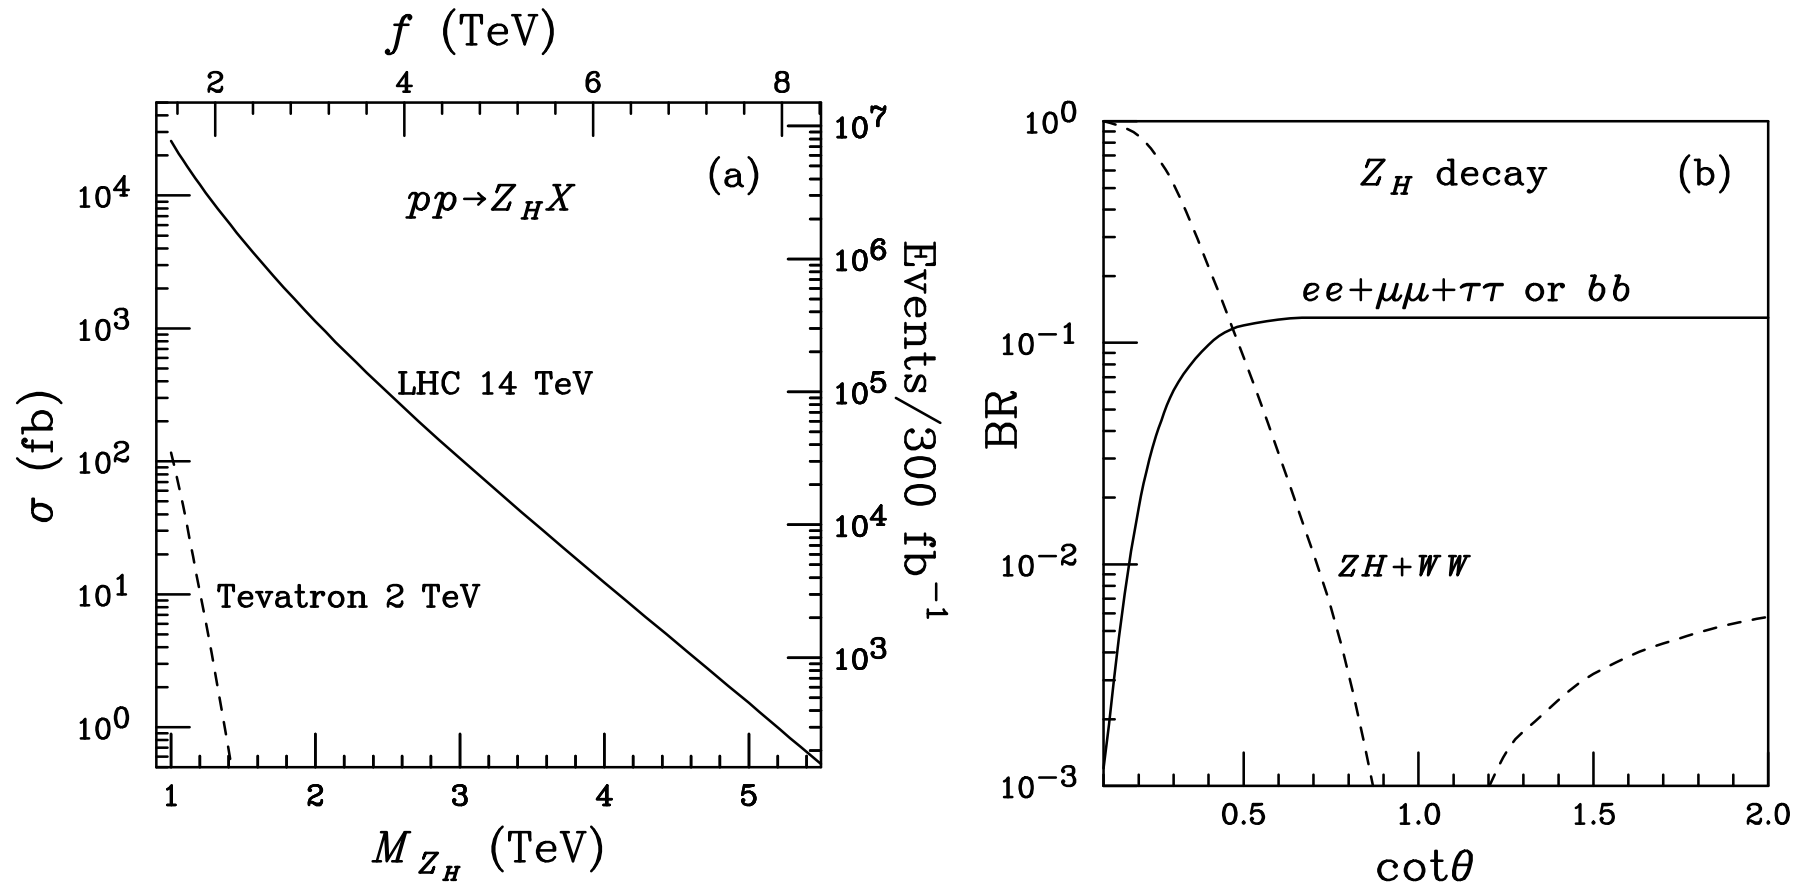 f (TeV)
2 4 6 8
(a)
pp→Z_H X
LHC 14 TeV
Tevatron 2 TeV
σ (fb)
10^4
10^3
10^2
10^1
10^0
10^7
10^6
10^5
10^4
10^3
Events/300 fb^−1
1 2 3 4 5
M_{Z_H} (TeV)
Z_H decay (b)
ee+μμ+ττ or bb
ZH+WW
BR
10^0
10^−1
10^−2
10^−3
0.5 1.0 1.5 2.0
cotθ